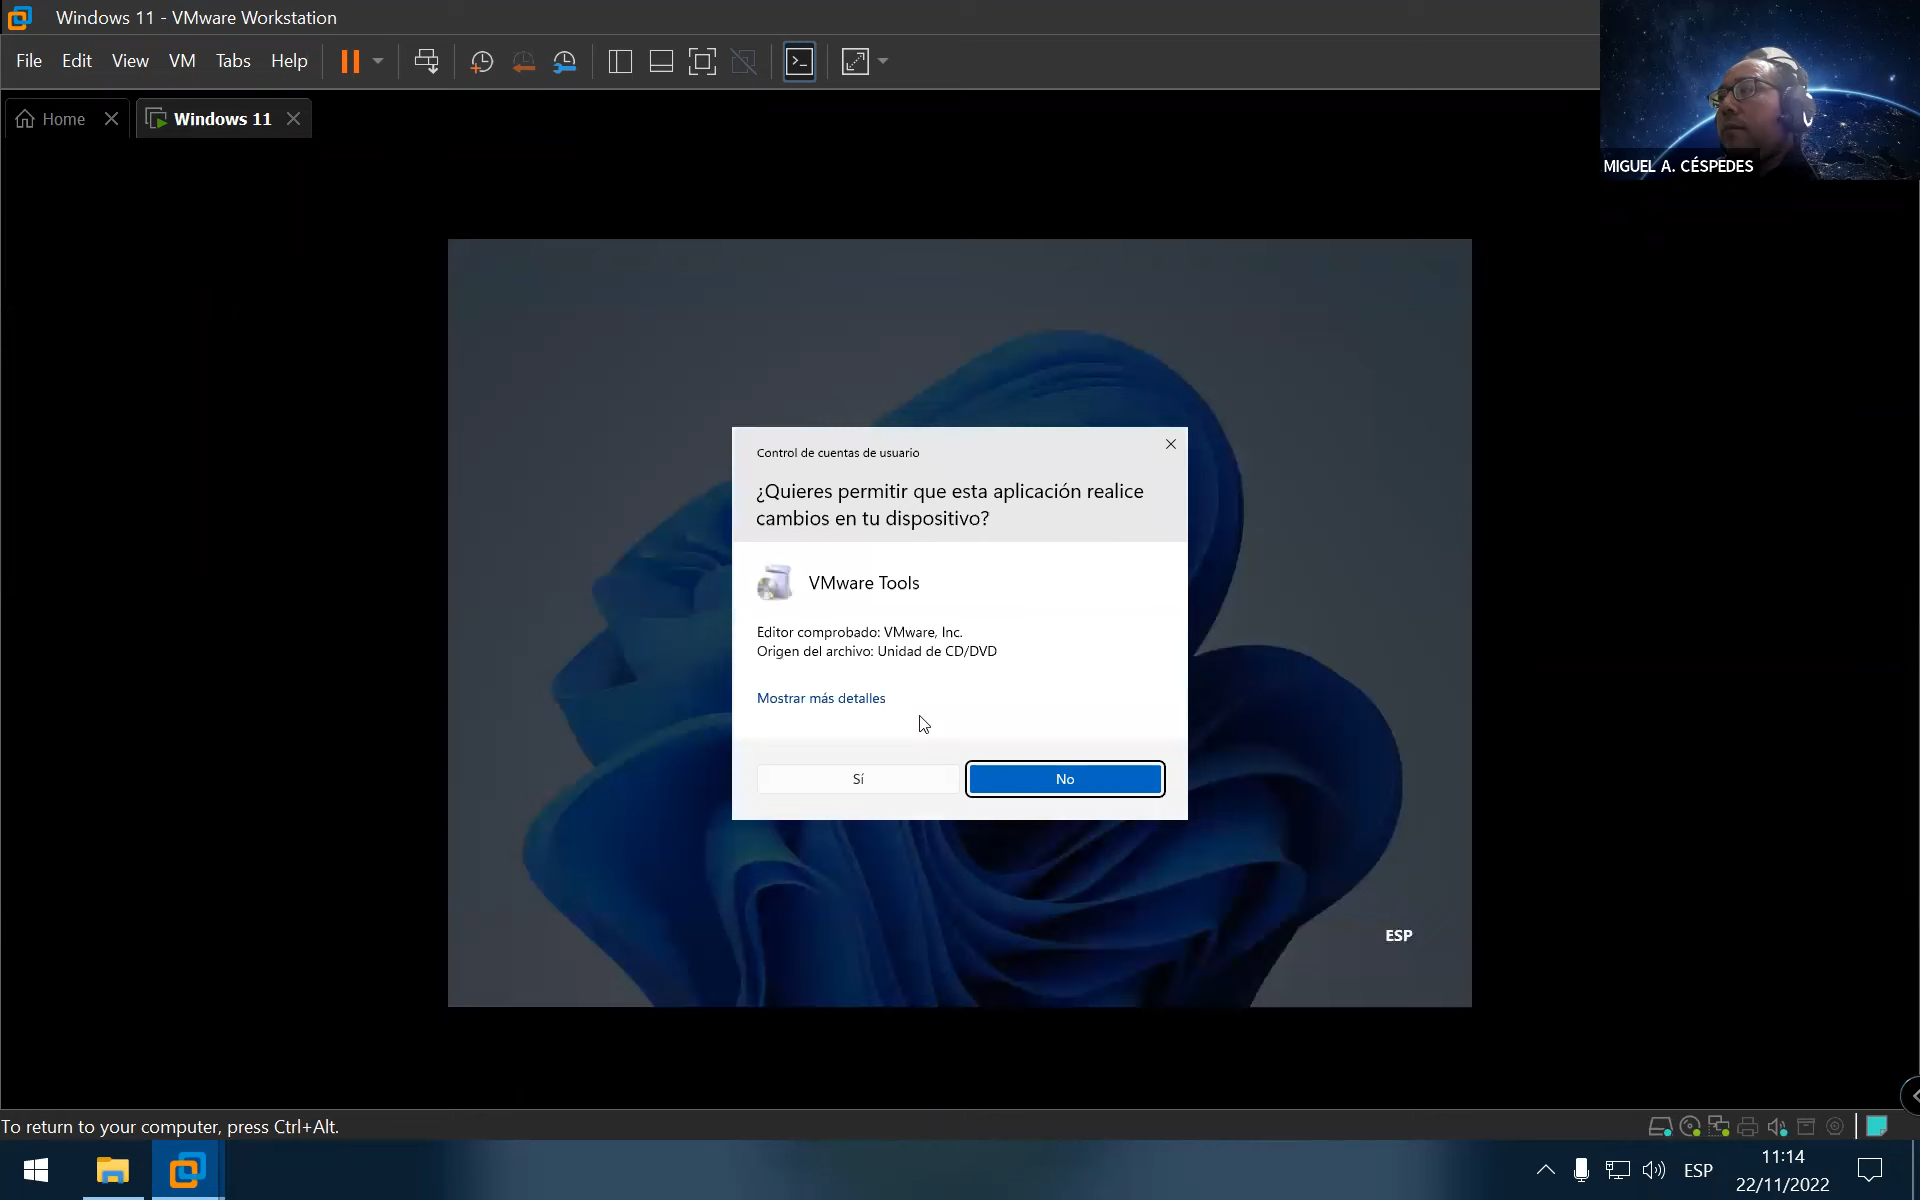 Windows 11 - VMware Workstation
File Edit View VM Tabs Help
Home
Windows 11
MIGUEL A. CÉSPEDES
Control de cuentas de usuario
¿Quieres permitir que esta aplicación realice
cambios en tu dispositivo?
VMware Tools
Editor comprobado: VMware, Inc.
Origen del archivo: Unidad de CD/DVD
Mostrar más detalles
Sí
No
ESP
To return to your computer, press Ctrl+Alt.
ESP
11:14
22/11/2022